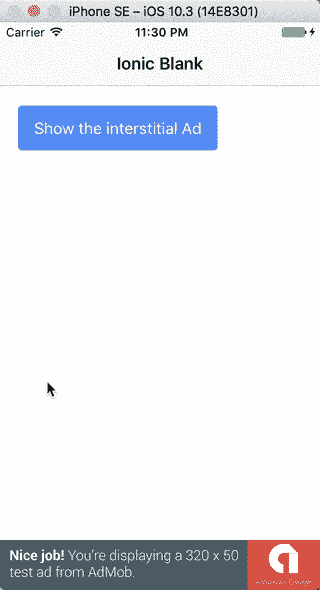 iPhone SE – iOS 10.3 (14E8301)
Carrier 11:30 PM
Ionic Blank
Show the interstitial Ad
Nice job! You're displaying a 320 x 50
test ad from AdMob.